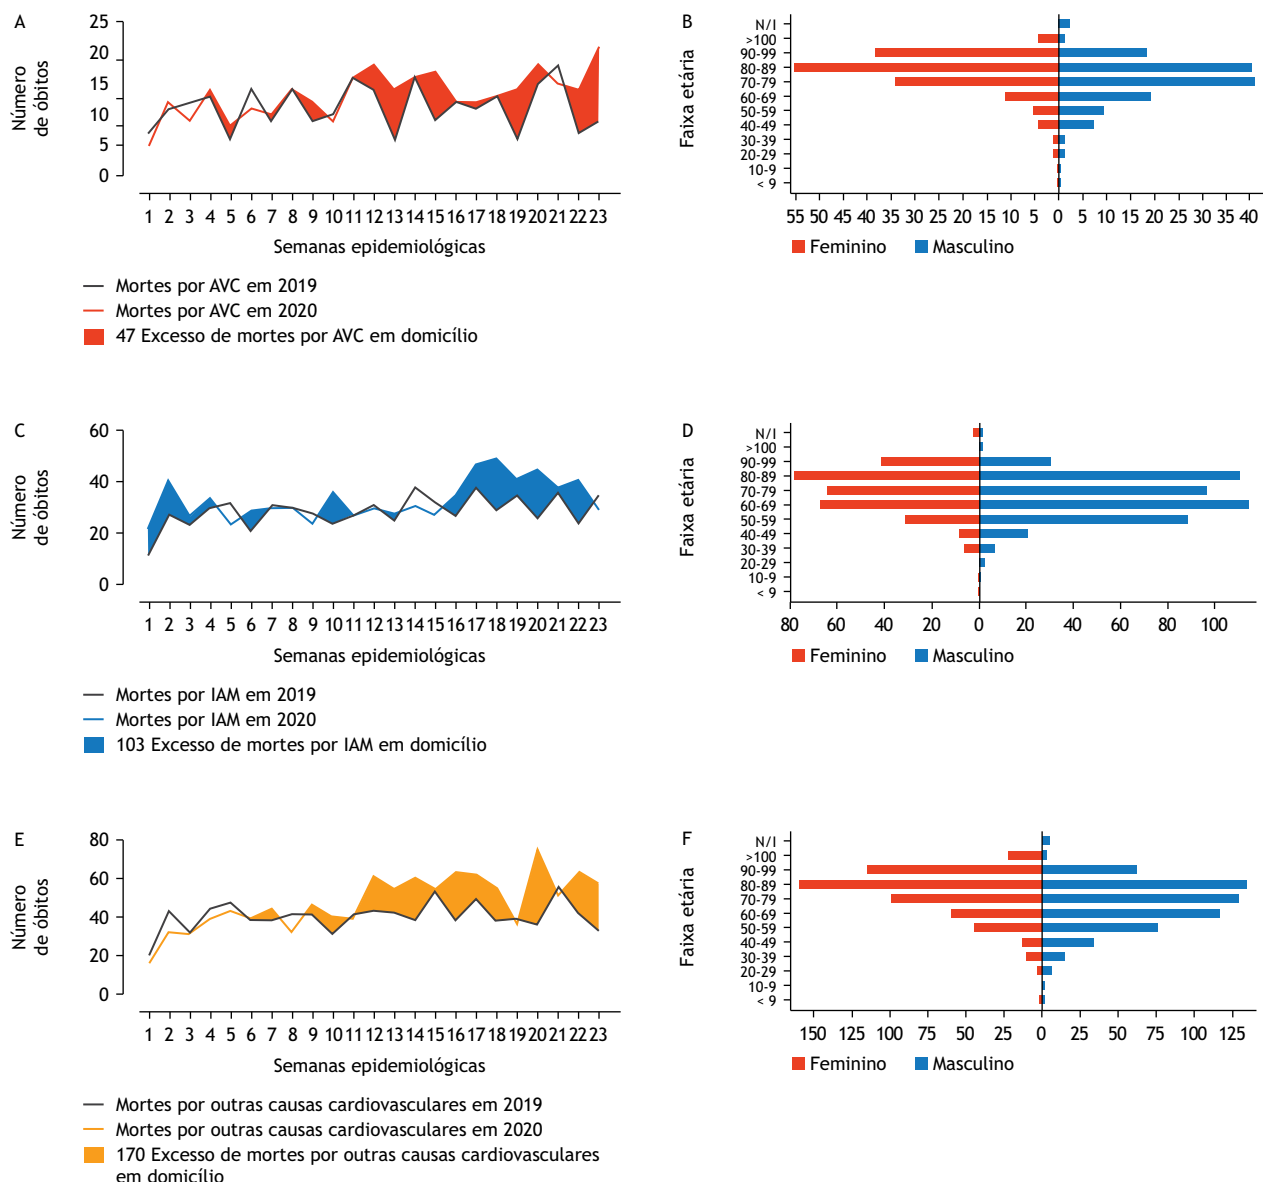 A
25
20
15
10
5
0
Número
de óbitos
1 2 3 4 5 6 7 8 9 10 11 12 13 14 15 16 17 18 19 20 21 22 23
Semanas epidemiológicas
Mortes por AVC em 2019
Mortes por AVC em 2020
47 Excesso de mortes por AVC em domicílio
B
Faixa etária
N/I
>100
90-99
80-89
70-79
60-69
50-59
40-49
30-39
20-29
10-9
< 9
55 50 45 40 35 30 25 20 15 10 5 0 5 10 15 20 25 30 35 40
Feminino Masculino
C
60
40
20
0
Número
de óbitos
1 2 3 4 5 6 7 8 9 10 11 12 13 14 15 16 17 18 19 20 21 22 23
Semanas epidemiológicas
Mortes por IAM em 2019
Mortes por IAM em 2020
103 Excesso de mortes por IAM em domicílio
D
Faixa etária
N/I
>100
90-99
80-89
70-79
60-69
50-59
40-49
30-39
20-29
10-9
< 9
80 60 40 20 0 20 40 60 80 100
Feminino Masculino
E
80
60
40
20
0
Número
de óbitos
1 2 3 4 5 6 7 8 9 10 11 12 13 14 15 16 17 18 19 20 21 22 23
Semanas epidemiológicas
Mortes por outras causas cardiovasculares em 2019
Mortes por outras causas cardiovasculares em 2020
170 Excesso de mortes por outras causas cardiovasculares
em domicílio
F
Faixa etária
N/I
>100
90-99
80-89
70-79
60-69
50-59
40-49
30-39
20-29
10-9
< 9
150 125 100 75 50 25 0 25 50 75 100 125
Feminino Masculino